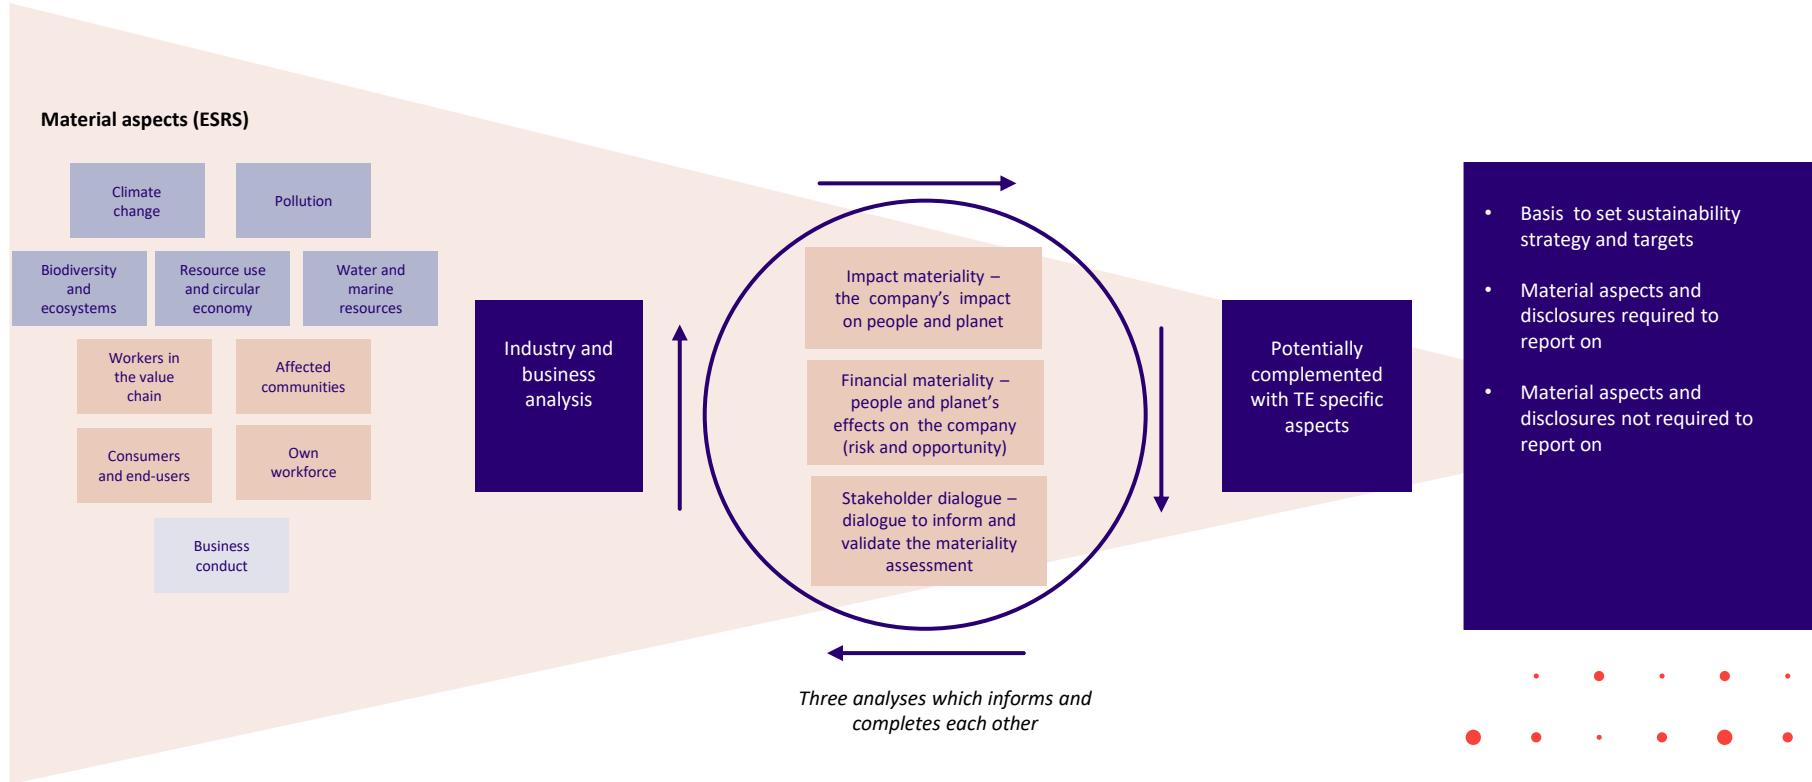 Material aspects (ESRS)
Climate
change
Pollution
Biodiversity
and
ecosystems
Resource use
and circular
economy
Water and
marine
resources
Workers in
the value
chain
Affected
communities
Consumers
and end-users
Own
workforce
Business
conduct
Industry and
business
analysis
Impact materiality –
the company’s impact
on people and planet
Financial materiality –
people and planet’s
effects on the company
(risk and opportunity)
Stakeholder dialogue –
dialogue to inform and
validate the materiality
assessment
Three analyses which informs and
completes each other
Potentially
complemented
with TE specific
aspects
• Basis to set sustainability
strategy and targets
• Material aspects and
disclosures required to
report on
• Material aspects and
disclosures not required to
report on